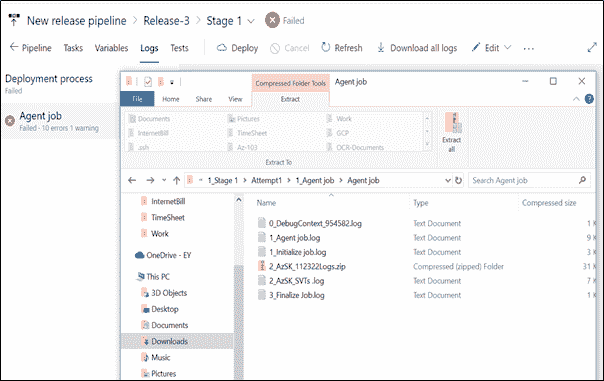 New release pipeline > Release-3 > Stage 1 Failed
Pipeline Tasks Variables Logs Tests Deploy Cancel Refresh Download all logs Edit ...
Deployment process
Failed
Agent job
Failed - 10 errors 1 warning
Compressed Folder Tools Agent job
File Home Share View Extract
Documents Pictures Work
InternetBill TimeSheet GCP
.ssh Az-103 OCR-Documents
Extract all
Extract To
« 1_Stage 1 > Attempt1 > 1_Agent job > Agent job Search Agent job
InternetBill
TimeSheet
Work
OneDrive - EY
This PC
3D Objects
Desktop
Documents
Downloads
Music
Pictures
Name Type Compressed size
0_DebugContext_954582.log Text Document 1 K
1_Agent job.log Text Document 9 K
1_Initialize job.log Text Document 3 K
2_AzSK_112322Logs.zip Compressed (zipped) Folder 31 K
2_AzSK_SVTs .log Text Document 7 K
3_Finalize Job.log Text Document 1 K